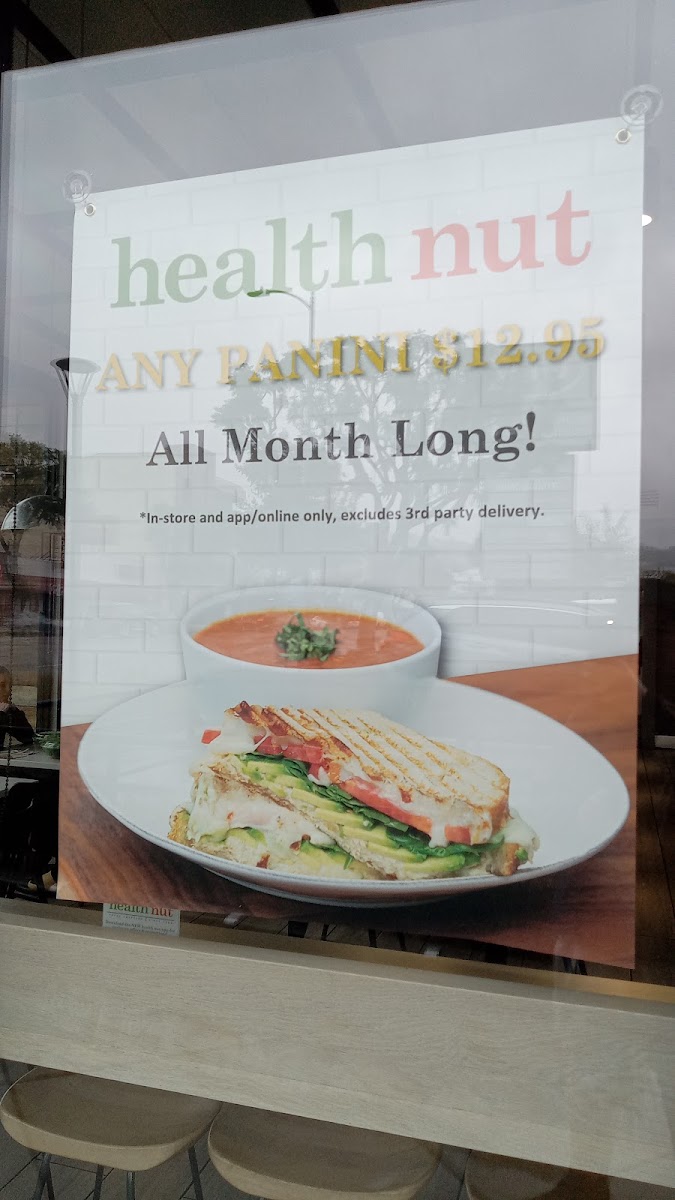 health nut
ANY PANINI $12.95
All Month Long!
*In-store and app/online only, excludes 3rd party delivery.
health nut